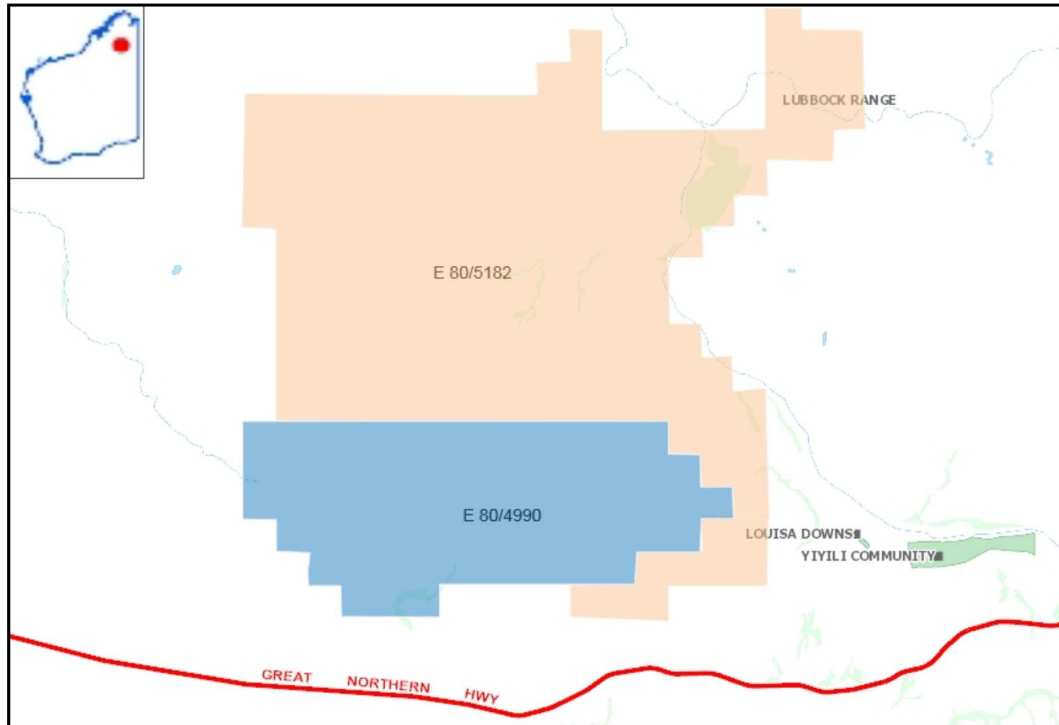 LUBBOCK RANGE
E 80/5182
E 80/4990
LOUISA DOWNS
YIYILI COMMUNITY
GREAT NORTHERN HWY